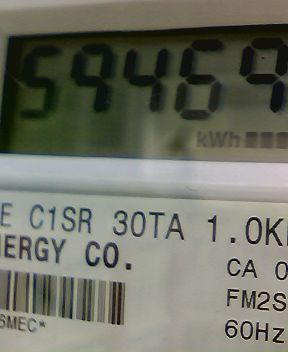 59469
kWh
E C1SR 30TA 1.0K
ERGY CO.
CA 0
FM2S
SMEC*
60Hz